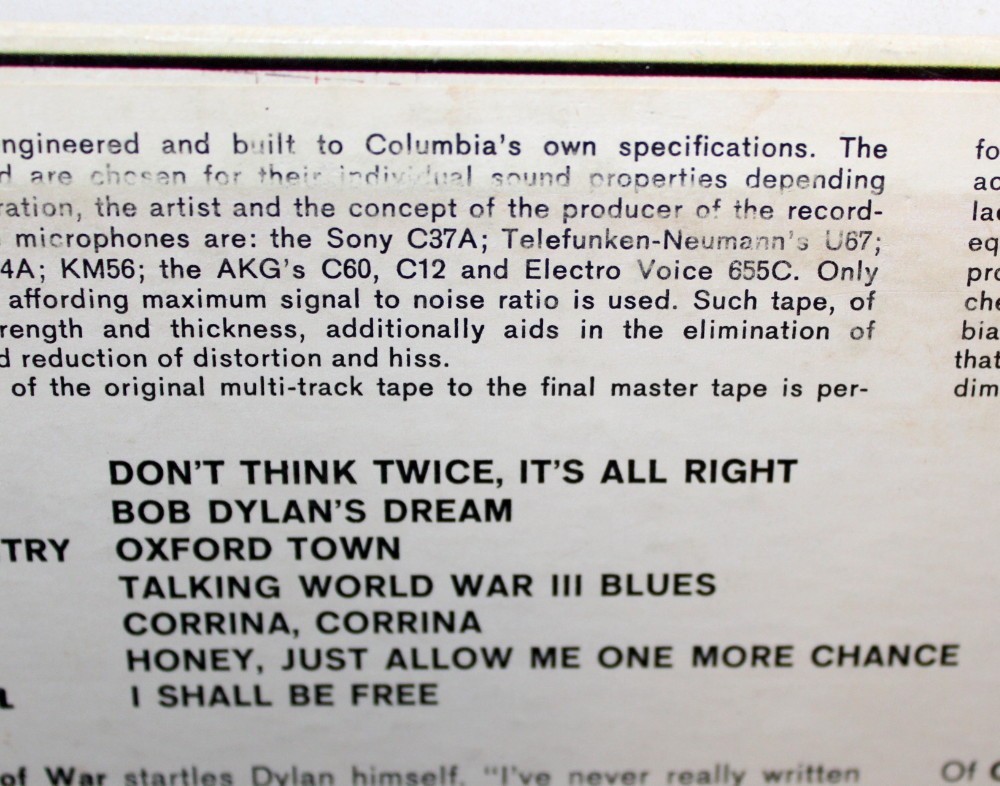 ngineered and built to Columbia's own specifications. The
d are chosen for their individual sound properties depending
ration, the artist and the concept of the producer of the record-
microphones are: the Sony C37A; Telefunken-Neumann's U67;
4A; KM56; the AKG's C60, C12 and Electro Voice 655C. Only
affording maximum signal to noise ratio is used. Such tape, of
rength and thickness, additionally aids in the elimination of
d reduction of distortion and hiss.
of the original multi-track tape to the final master tape is per-
fo
ac
lac
eq
pro
che
bia
that
dim
DON'T THINK TWICE, IT'S ALL RIGHT
BOB DYLAN'S DREAM
TRY OXFORD TOWN
TALKING WORLD WAR III BLUES
CORRINA, CORRINA
HONEY, JUST ALLOW ME ONE MORE CHANCE
L I SHALL BE FREE
of War startles Dylan himself. "I've never really written
Of